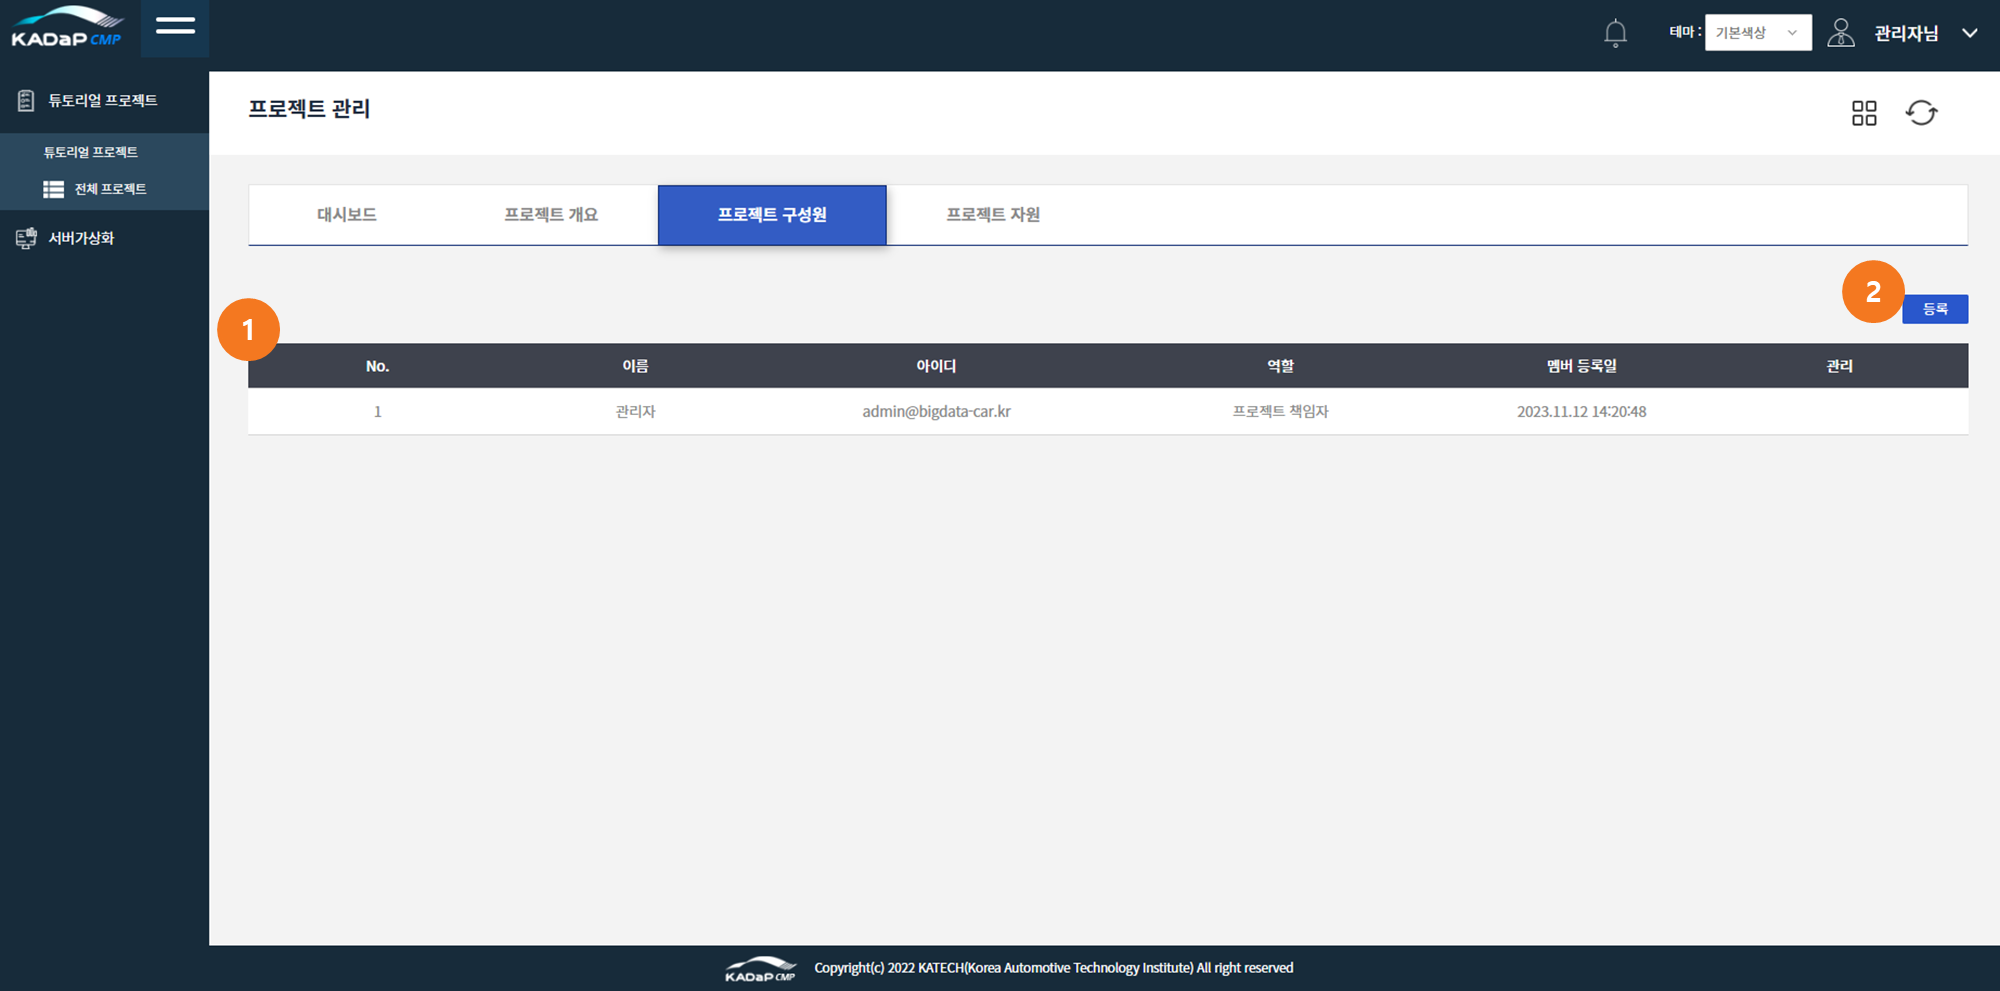 KADaP CMP
테마 :
기본색상
관리자님
튜토리얼 프로젝트
튜토리얼 프로젝트
전체 프로젝트
서버가상화
프로젝트 관리
대시보드
프로젝트 개요
프로젝트 구성원
프로젝트 자원
2
등록
1
No. 이름 아이디 역할 멤버 등록일 관리
1 관리자 admin@bigdata-car.kr 프로젝트 책임자 2023.11.12 14:20:48
KADaP CMP
Copyright(c) 2022 KATECH(Korea Automotive Technology Institute) All right reserved